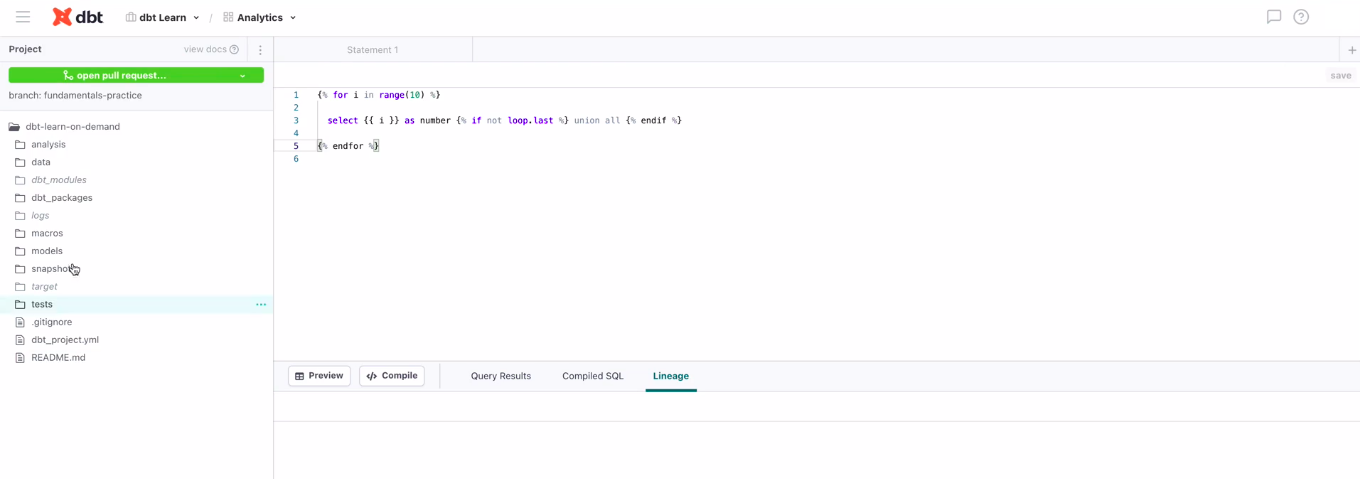 dbt dbt Learn / Analytics
Project view docs
Statement 1
open pull request...
save
branch: fundamentals-practice
1 {% for i in range(10) %}
2
3 select {{ i }} as number {% if not loop.last %} union all {% endif %}
4
5 {% endfor %}
6
dbt-learn-on-demand
analysis
data
dbt_modules
dbt_packages
logs
macros
models
snapshots
target
tests
.gitignore
dbt_project.yml
README.md
Preview </> Compile Query Results Compiled SQL Lineage